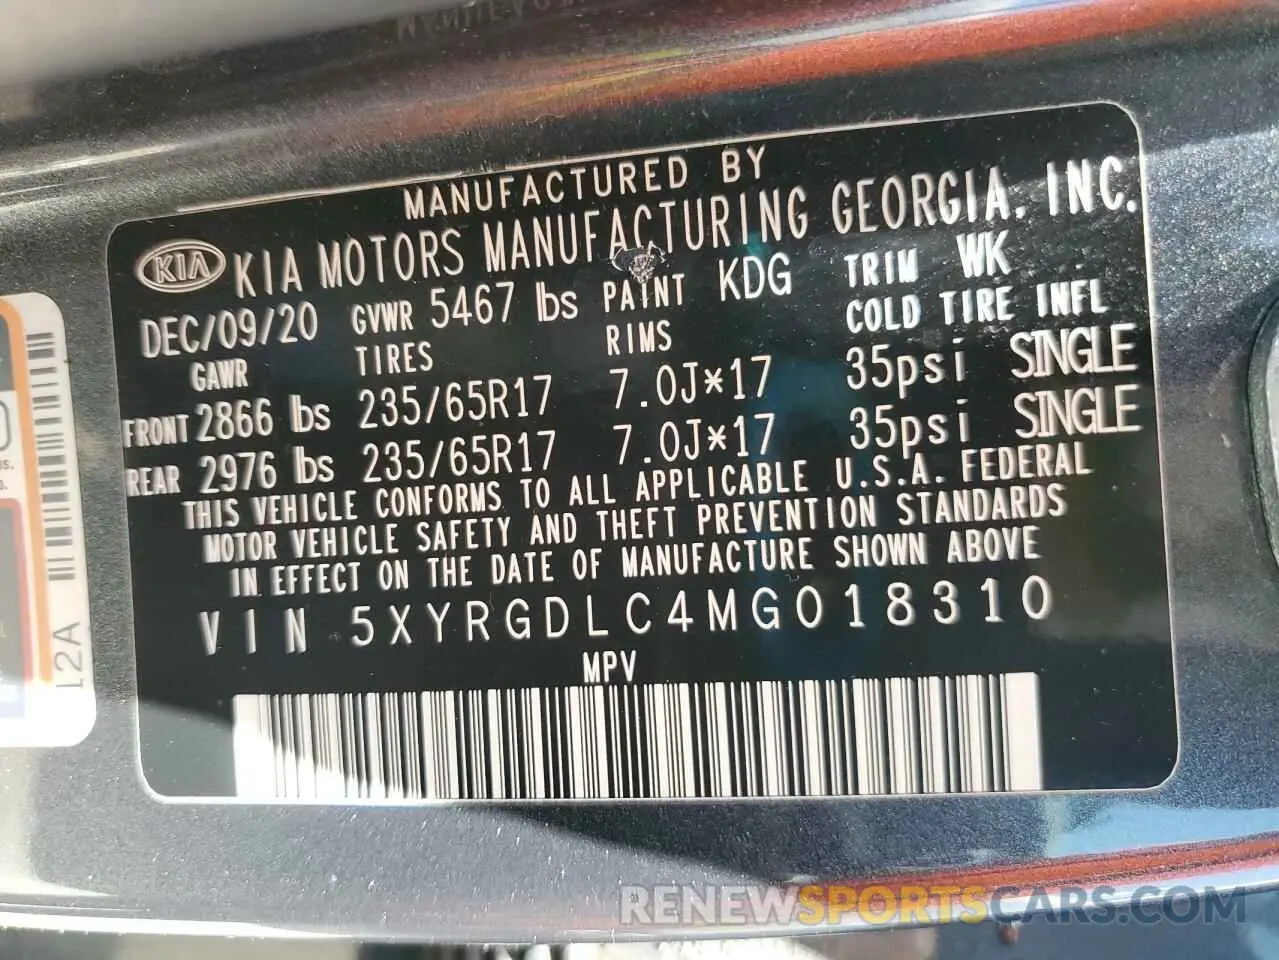 MANUFACTURED BY
KIA KIA MOTORS MANUFACTURING GEORGIA, INC.
DEC/09/20 GVWR 5467 lbs PAINT KDG TRIM WK
GAWR TIRES RIMS COLD TIRE INFL
FRONT 2866 lbs 235/65R17 7.0J*17 35psi SINGLE
REAR 2976 lbs 235/65R17 7.0J*17 35psi SINGLE
THIS VEHICLE CONFORMS TO ALL APPLICABLE U.S.A. FEDERAL
MOTOR VEHICLE SAFETY AND THEFT PREVENTION STANDARDS
IN EFFECT ON THE DATE OF MANUFACTURE SHOWN ABOVE
VIN 5XYRGDLC4MG018310
MPV
12A
RENEWSPORTSCARS.COM